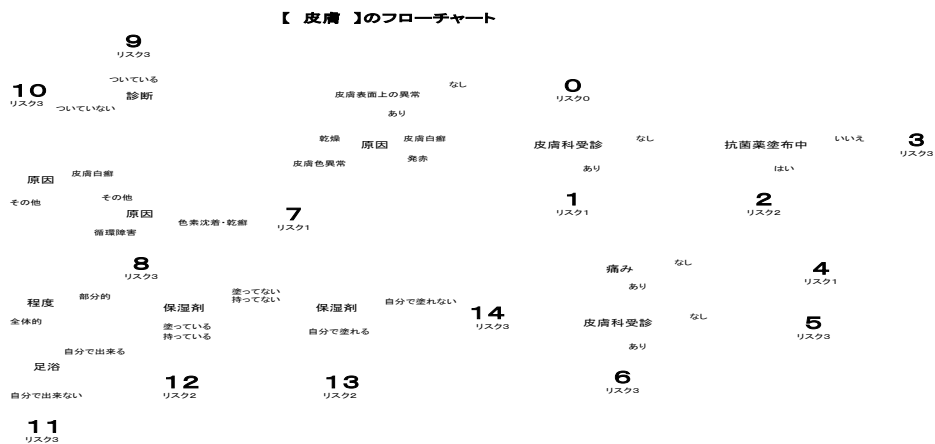 【 皮膚 】のフローチャート
9
リスク3
ついている
10
リスク3
ついていない
診断
なし
皮膚表面上の異常
あり
0
リスク0
乾燥
原因
皮膚白癬
皮膚色異常
発赤
皮膚科受診
なし
あり
抗菌薬塗布中
いいえ
はい
3
リスク3
原因
皮膚白癬
その他
その他
原因
色素沈着・乾癬
循環障害
7
リスク1
1
リスク1
2
リスク2
8
リスク3
痛み
なし
あり
4
リスク1
程度
部分的
全体的
保湿剤
塗ってない
持ってない
塗っている
持っている
保湿剤
自分で塗れない
自分で塗れる
14
リスク3
皮膚科受診
なし
あり
5
リスク3
自分で出来る
足浴
自分で出来ない
12
リスク2
13
リスク2
6
リスク3
11
リスク3